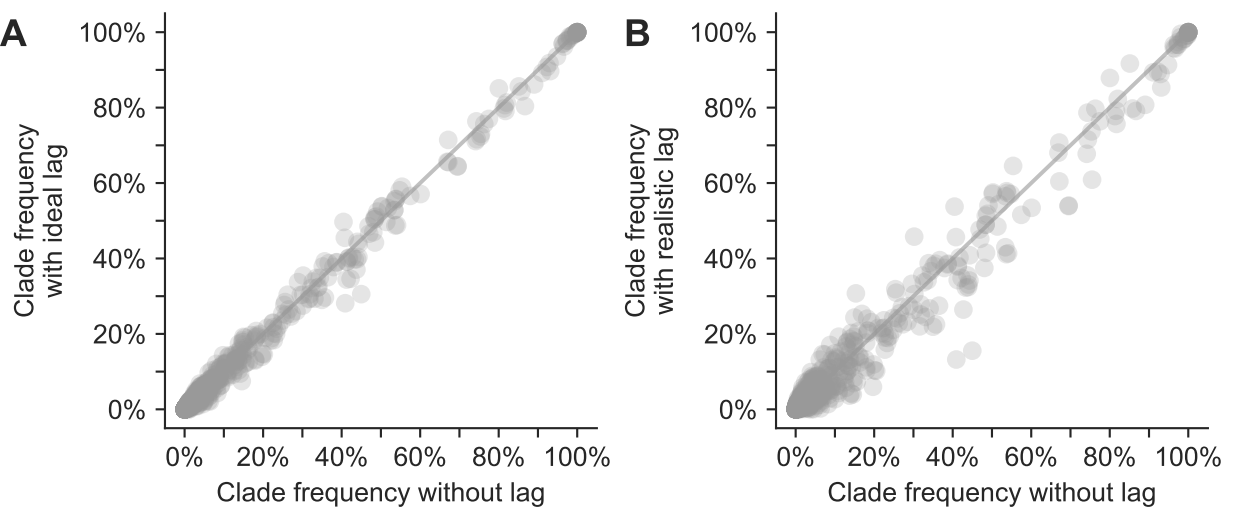 A
Clade frequency
with ideal lag
100%
80%
60%
40%
20%
0%
0% 20% 40% 60% 80% 100%
Clade frequency without lag
B
Clade frequency
with realistic lag
100%
80%
60%
40%
20%
0%
0% 20% 40% 60% 80% 100%
Clade frequency without lag